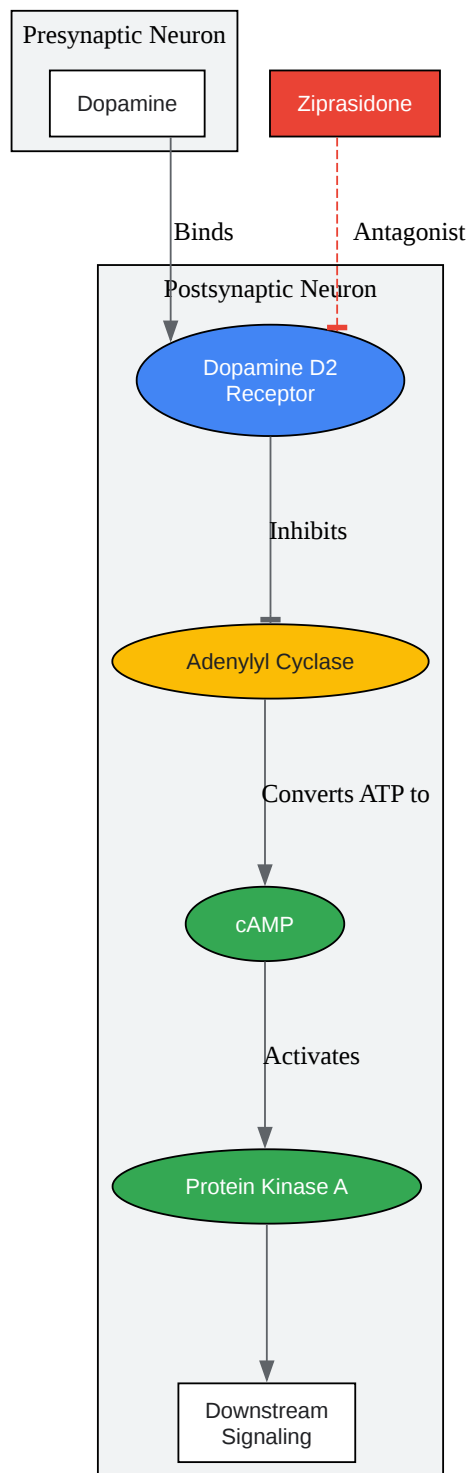 Presynaptic Neuron
Dopamine
Ziprasidone
Binds
Antagonist
Postsynaptic Neuron
Dopamine D2
Receptor
Inhibits
Adenylyl Cyclase
Converts ATP to
cAMP
Activates
Protein Kinase A
Downstream
Signaling